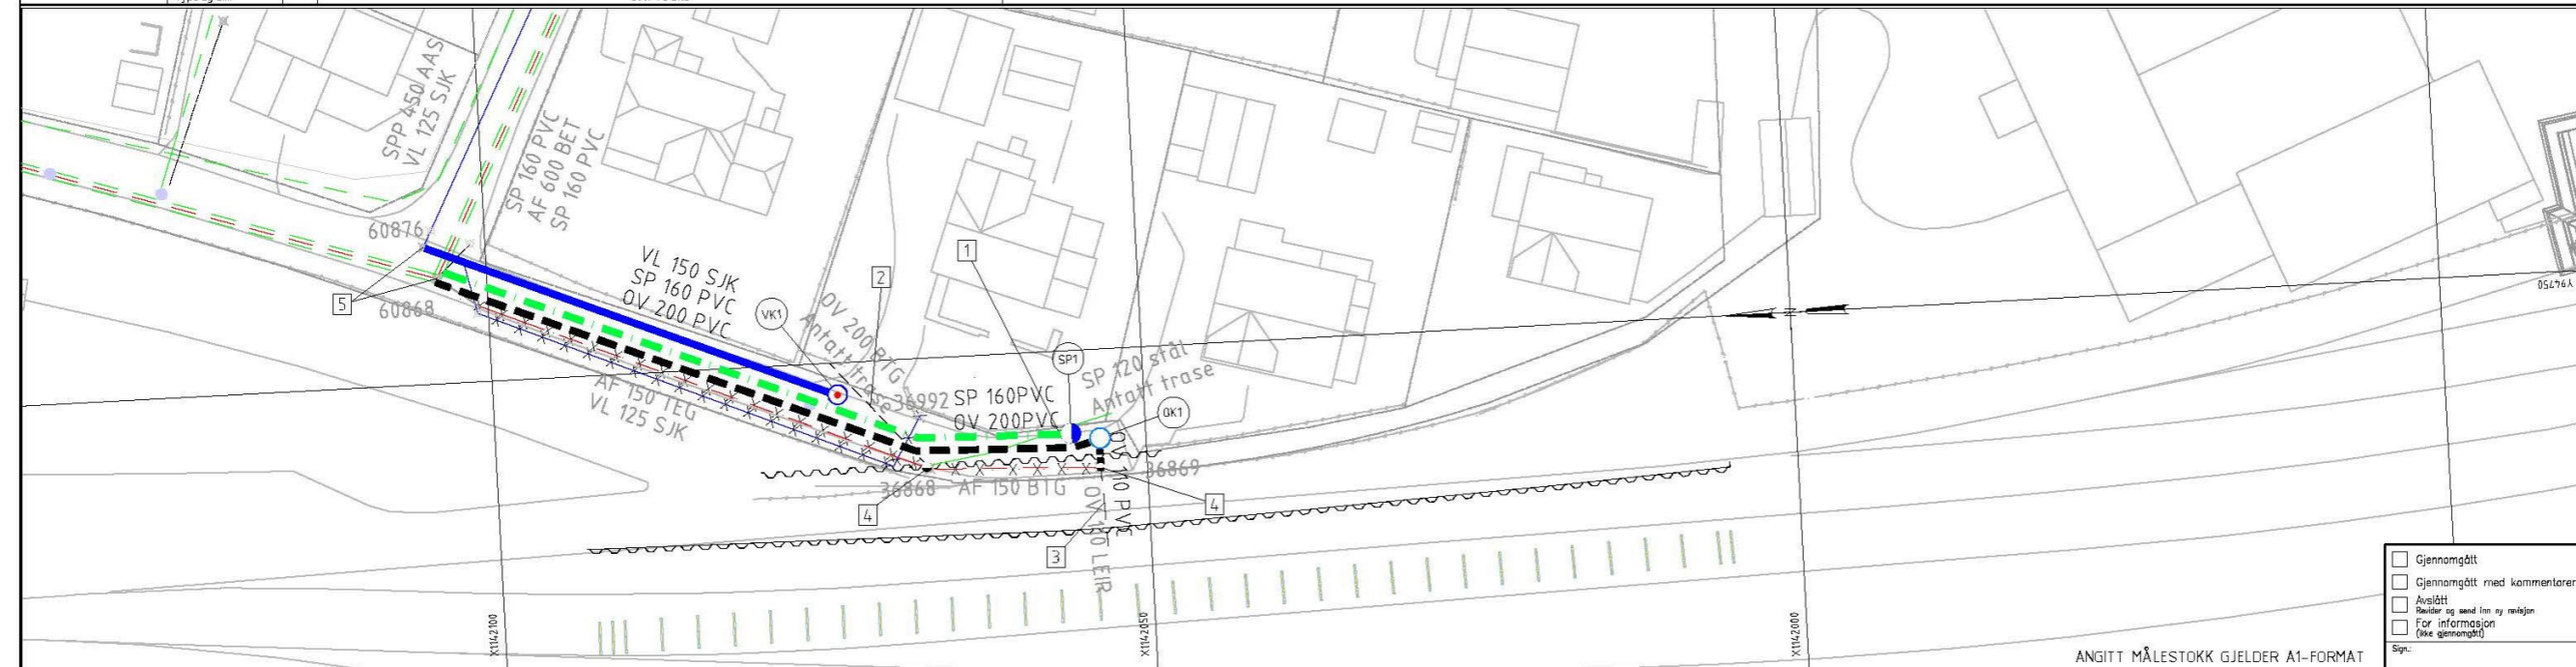 SPP 450/AAS
VL 125 SJK
SP 160 PVC
AF 600 BET
SP 160 PVC
60876
5
60868
VL 150 SJK
SP 160 PVC
OV 200 PVC
VK1
OV 200 BTG
Antatt trase
2
1
SP1
SP 120 stål
Antatt trase
GK1
36992
SP 160PVC
OV 200PVC
AF 150 TEG
VL 125 SJK
36868
AF 150 BTG
36869
4
4
3
X1142100
X1142050
X1142000
Y94750
Gjennomgått
Gjennomgått med kommentarer
Avslått
Revider og send inn ny revisjon
For informasjon
(Ikke gjennomgått)
Sign.:
ANGITT MÅLESTOKK GJELDER A1-FORMAT